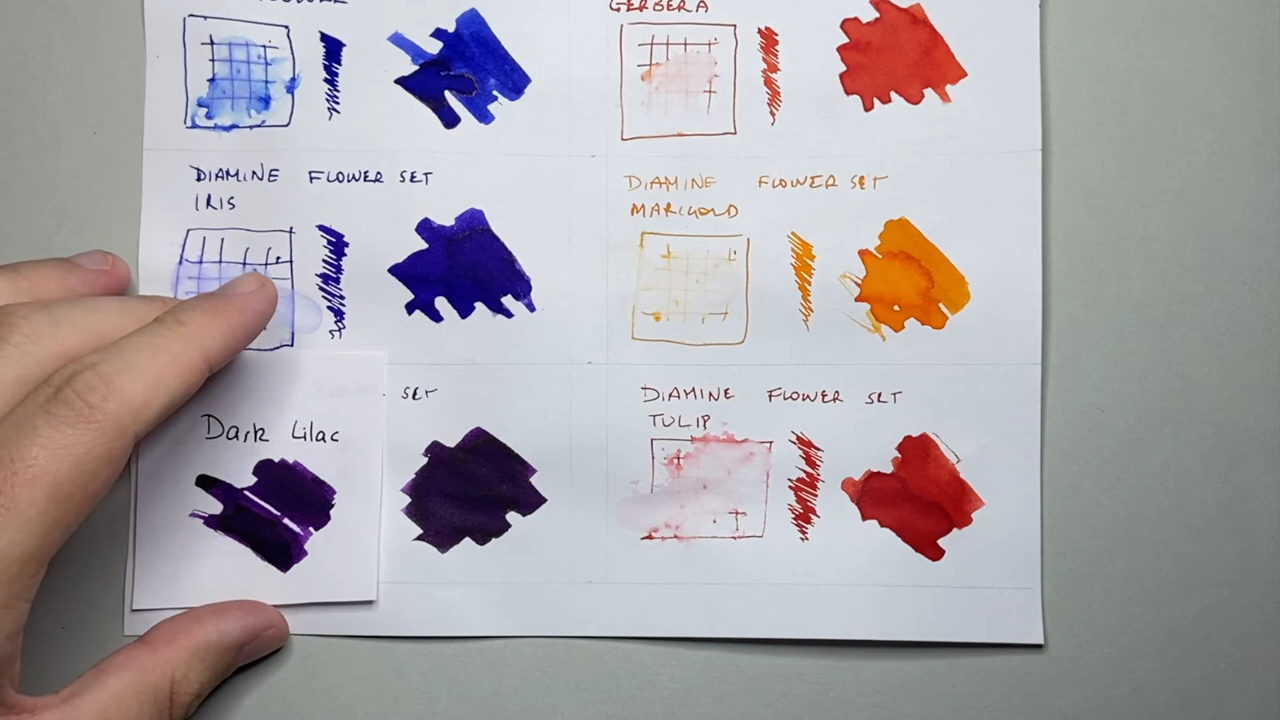 GERBERA
DIAMINE FLOWER SET
IRIS
DIAMINE FLOWER SET
MARIGOLD
SET
Dark Lilac
DIAMINE FLOWER SET
TULIP